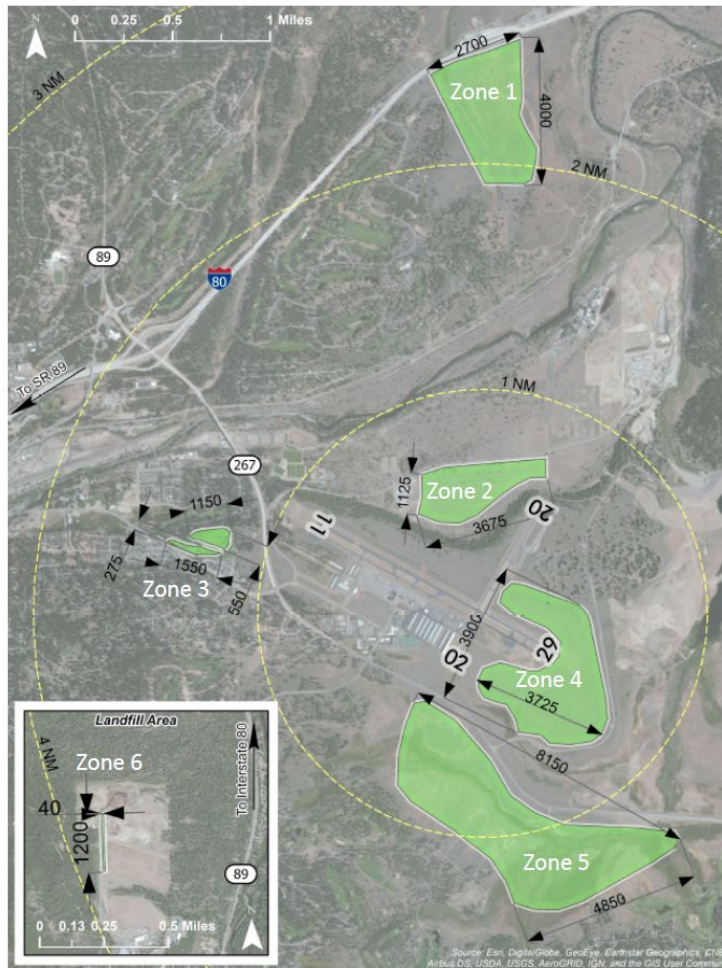 N
0 0.25 0.5 1 Miles
3 NM
2700
Zone 1
4000
2 NM
89
80
To SR 89
1 NM
267
1150
11
1125
Zone 2
3675
20
275
Zone 3
1550
550
3900
02
29
Zone 4
3725
8150
Landfill Area
Zone 6
4 NM
To Interstate 80
40
1200
89
0 0.13 0.25 0.5 Miles
Zone 5
4850
Source: Esri, DigitalGlobe, GeoEye, Earthstar Geographics,
Airbus DS, USDA, USGS, AeroGRID, IGN, and the GIS User